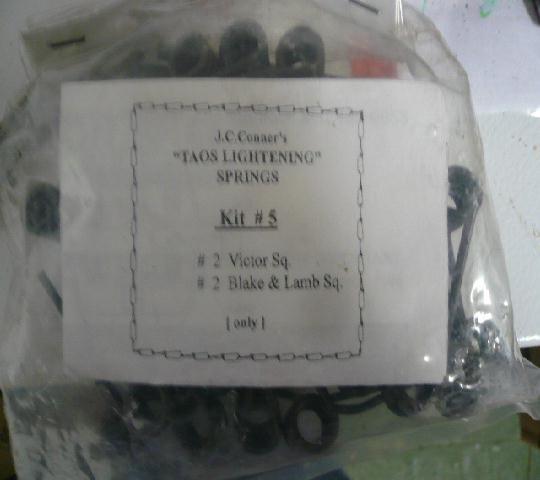 J.C.Conner's
"TAOS LIGHTENING"
SPRINGS
Kit # 5
# 2 Victor Sq.
# 2 Blake & Lamb Sq.
[ only ]